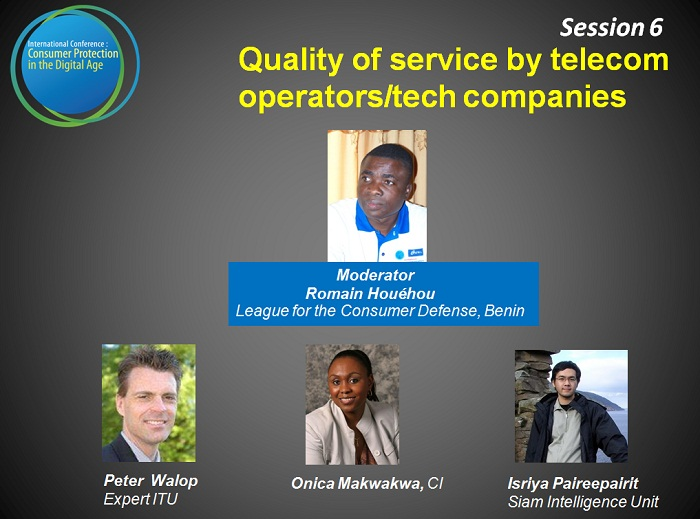 International Conference :
Consumer Protection
in the Digital Age
Session 6
Quality of service by telecom
operators/tech companies
Moderator
Romain Houéhou
League for the Consumer Defense, Benin
Peter Walop
Expert ITU
Onica Makwakwa, CI
Isriya Paireepairit
Siam Intelligence Unit